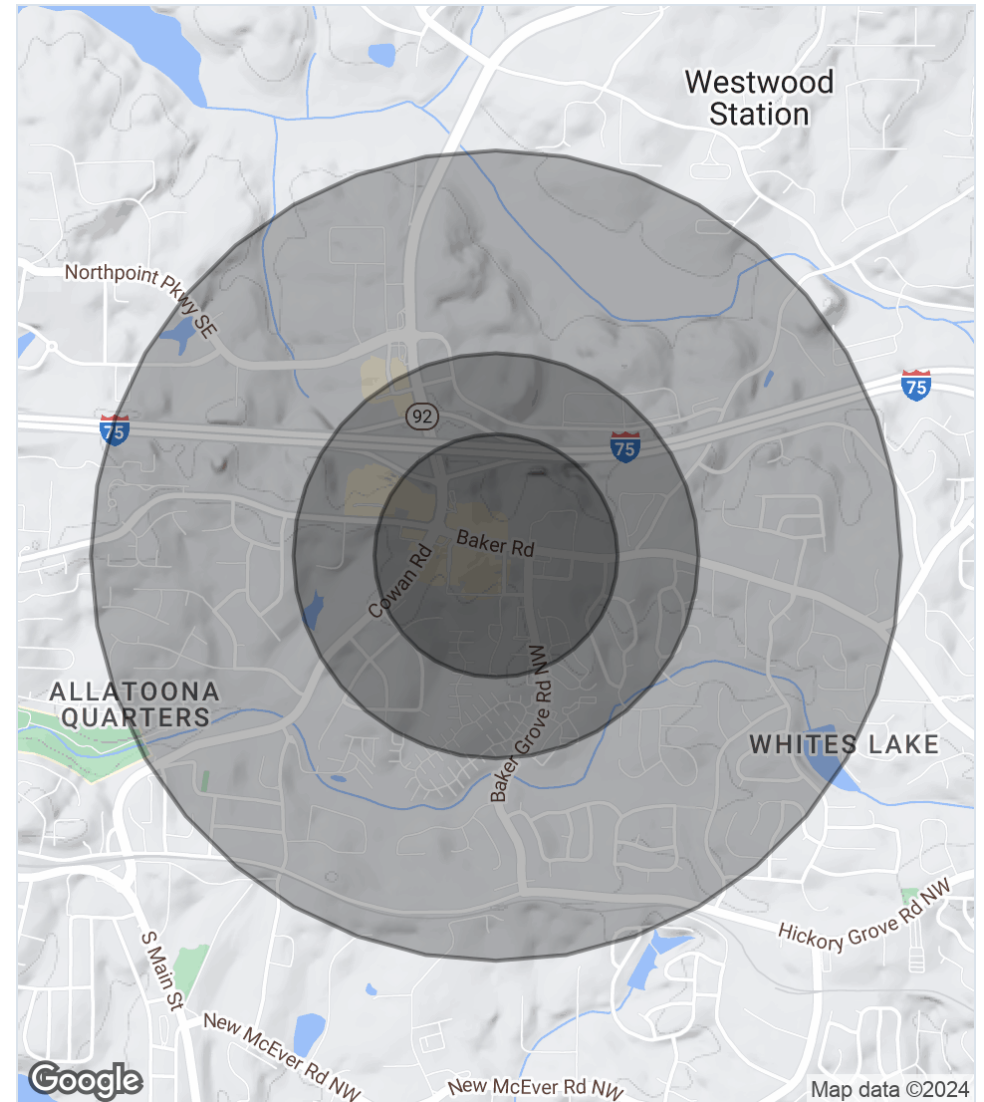 Westwood
Station
Northpoint Pkwy SE
75
92
75
75
Baker Rd
Cowan Rd
Baker Grove Rd NW
ALLATOONA
QUARTERS
WHITES LAKE
Hickory Grove Rd NW
S Main St
New McEver Rd NW
New McEver Rd NW
Google
Map data ©2024